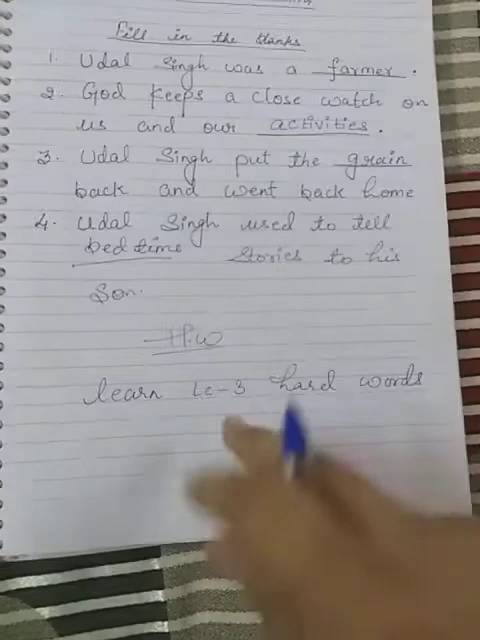 Fill in the blanks
1. Udal Singh was a farmer.
2. God keeps a close watch on
us and our activities.
3. Udal Singh put the grain
back and went back home
4. Udal Singh used to tell
bed time stories to his
Son.
H.W
learn Lc-3 hard words